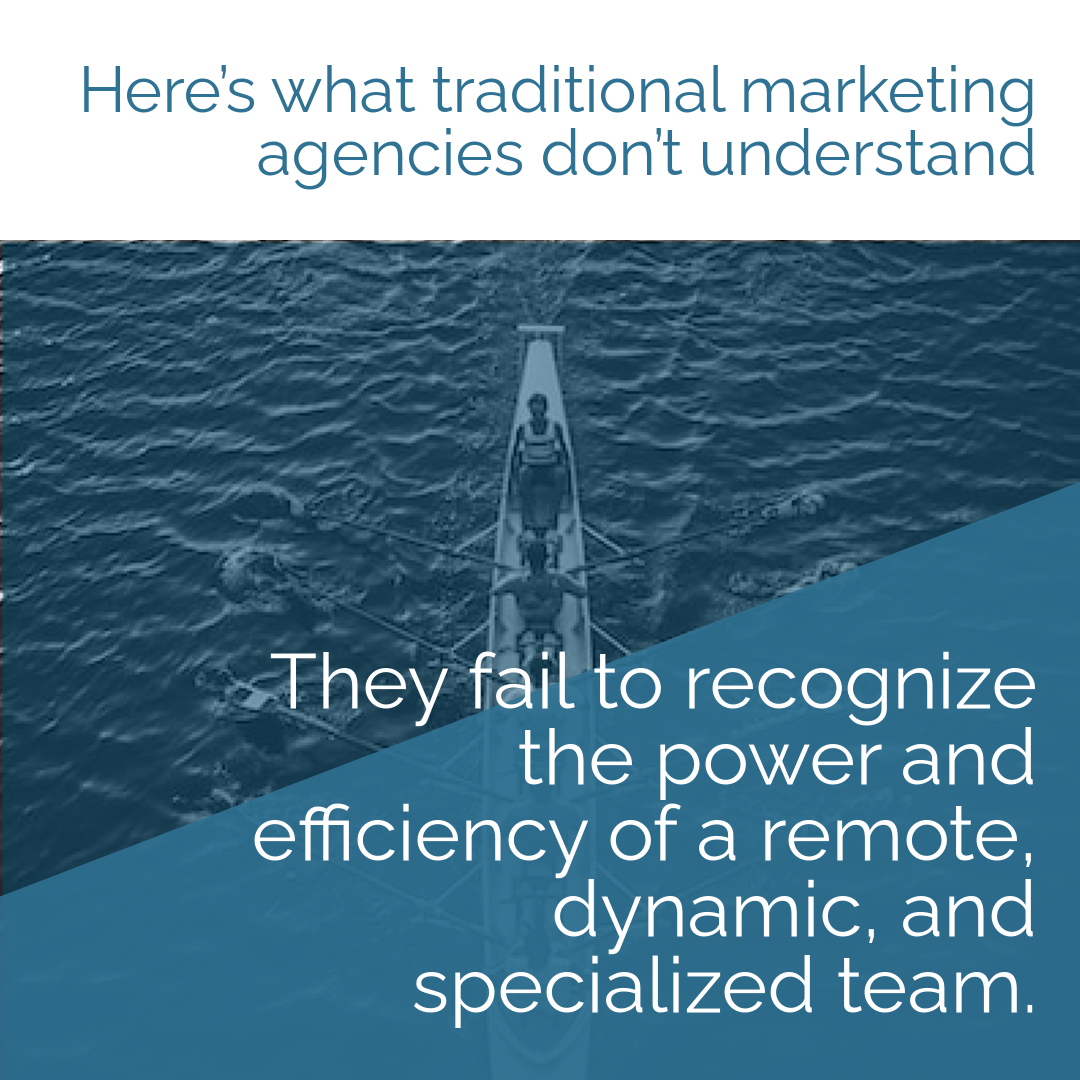 Here’s what traditional marketing
agencies don’t understand
They fail to recognize
the power and
efficiency of a remote,
dynamic, and
specialized team.